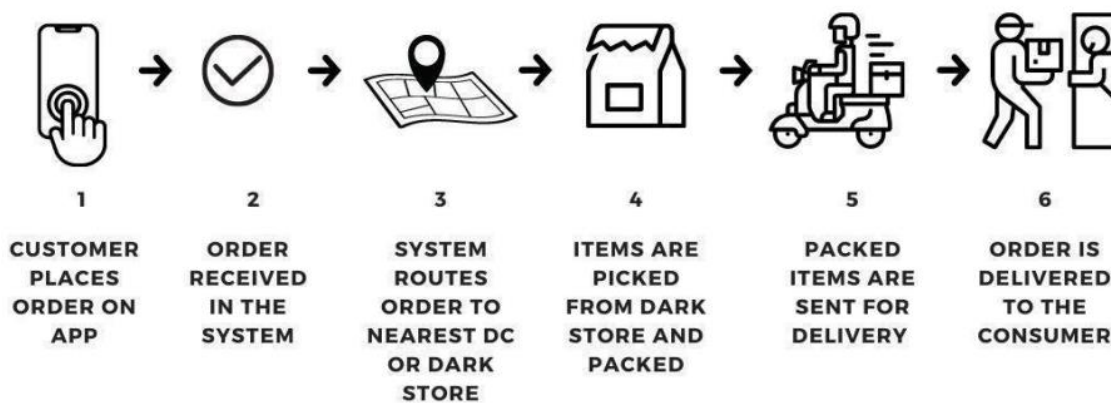 1
CUSTOMER
PLACES
ORDER ON
APP
2
ORDER
RECEIVED
IN THE
SYSTEM
3
SYSTEM
ROUTES
ORDER TO
NEAREST DC
OR DARK
STORE
4
ITEMS ARE
PICKED
FROM DARK
STORE AND
PACKED
5
PACKED
ITEMS ARE
SENT FOR
DELIVERY
6
ORDER IS
DELIVERED
TO THE
CONSUMER